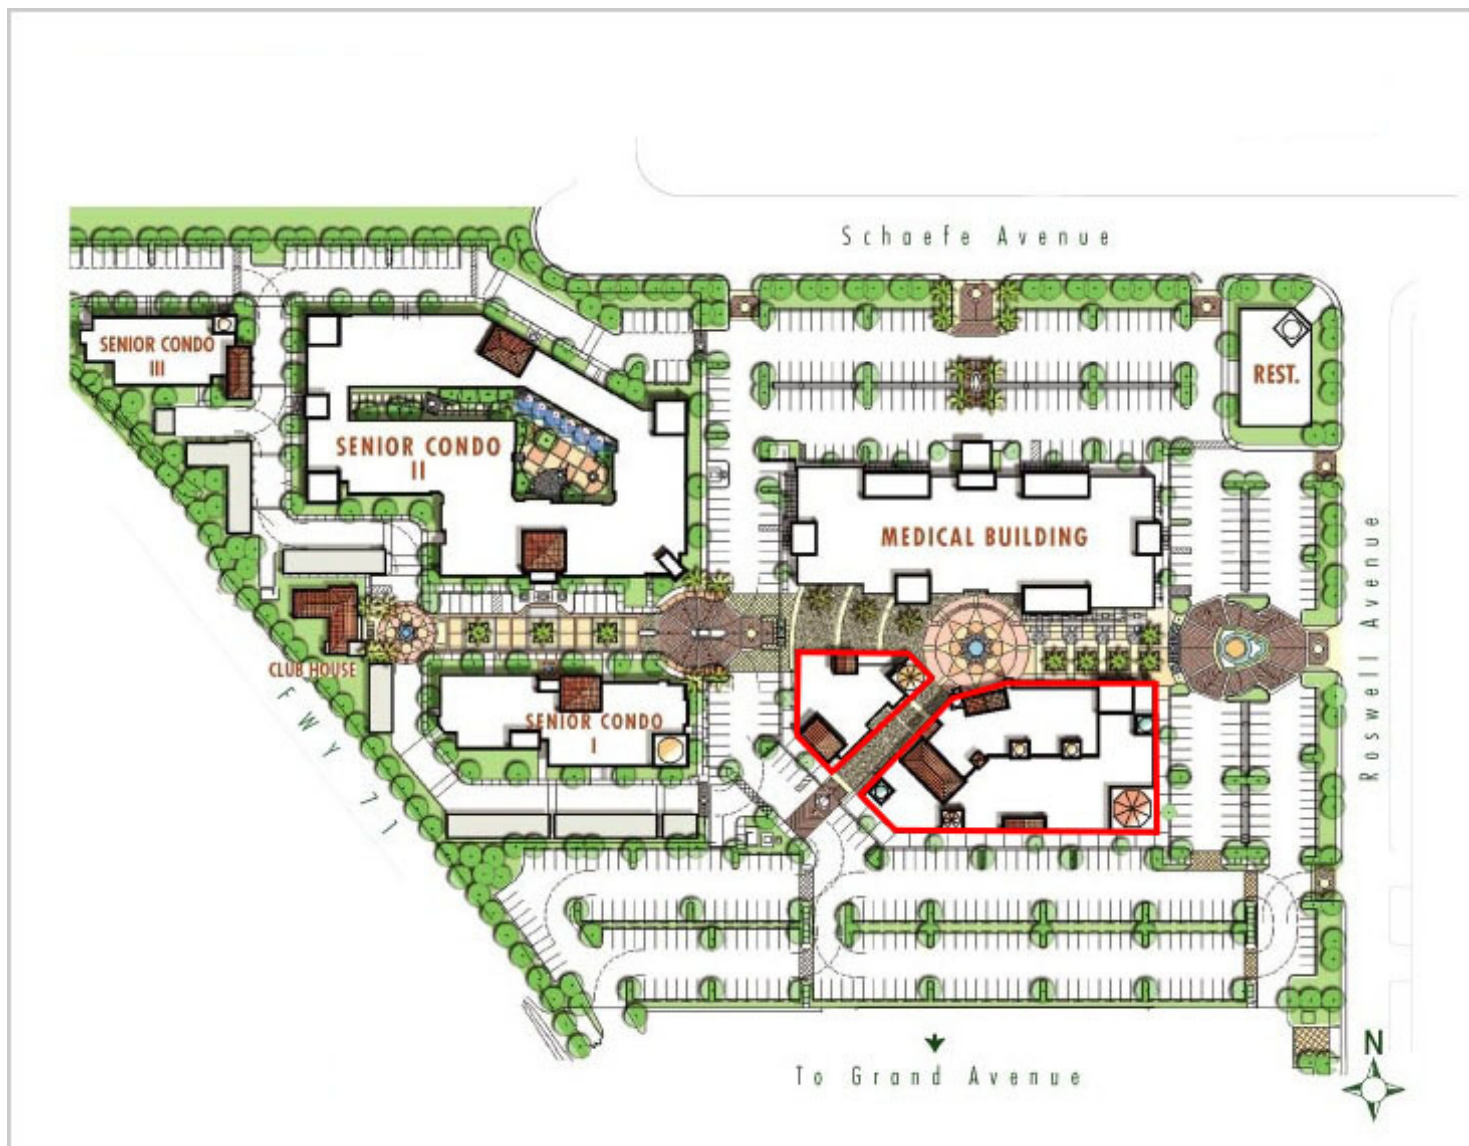 Schaefe Avenue
SENIOR CONDO
III
REST.
SENIOR CONDO
II
MEDICAL BUILDING
Roswell Avenue
CLUB HOUSE
FWY 71
SENIOR CONDO
I
To Grand Avenue
N